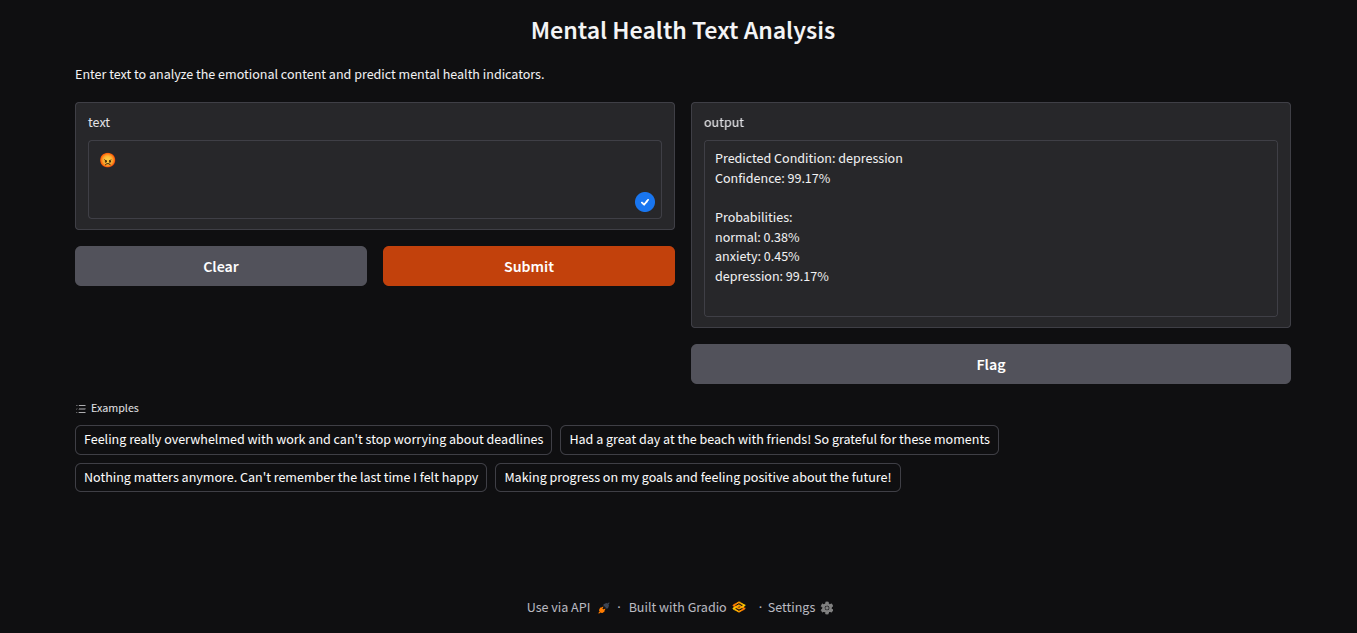 Mental Health Text Analysis
Enter text to analyze the emotional content and predict mental health indicators.
text
😡
Clear
Submit
output
Predicted Condition: depression
Confidence: 99.17%
Probabilities:
normal: 0.38%
anxiety: 0.45%
depression: 99.17%
Flag
Examples
Feeling really overwhelmed with work and can't stop worrying about deadlines
Had a great day at the beach with friends! So grateful for these moments
Nothing matters anymore. Can't remember the last time I felt happy
Making progress on my goals and feeling positive about the future!
Use via API · Built with Gradio · Settings